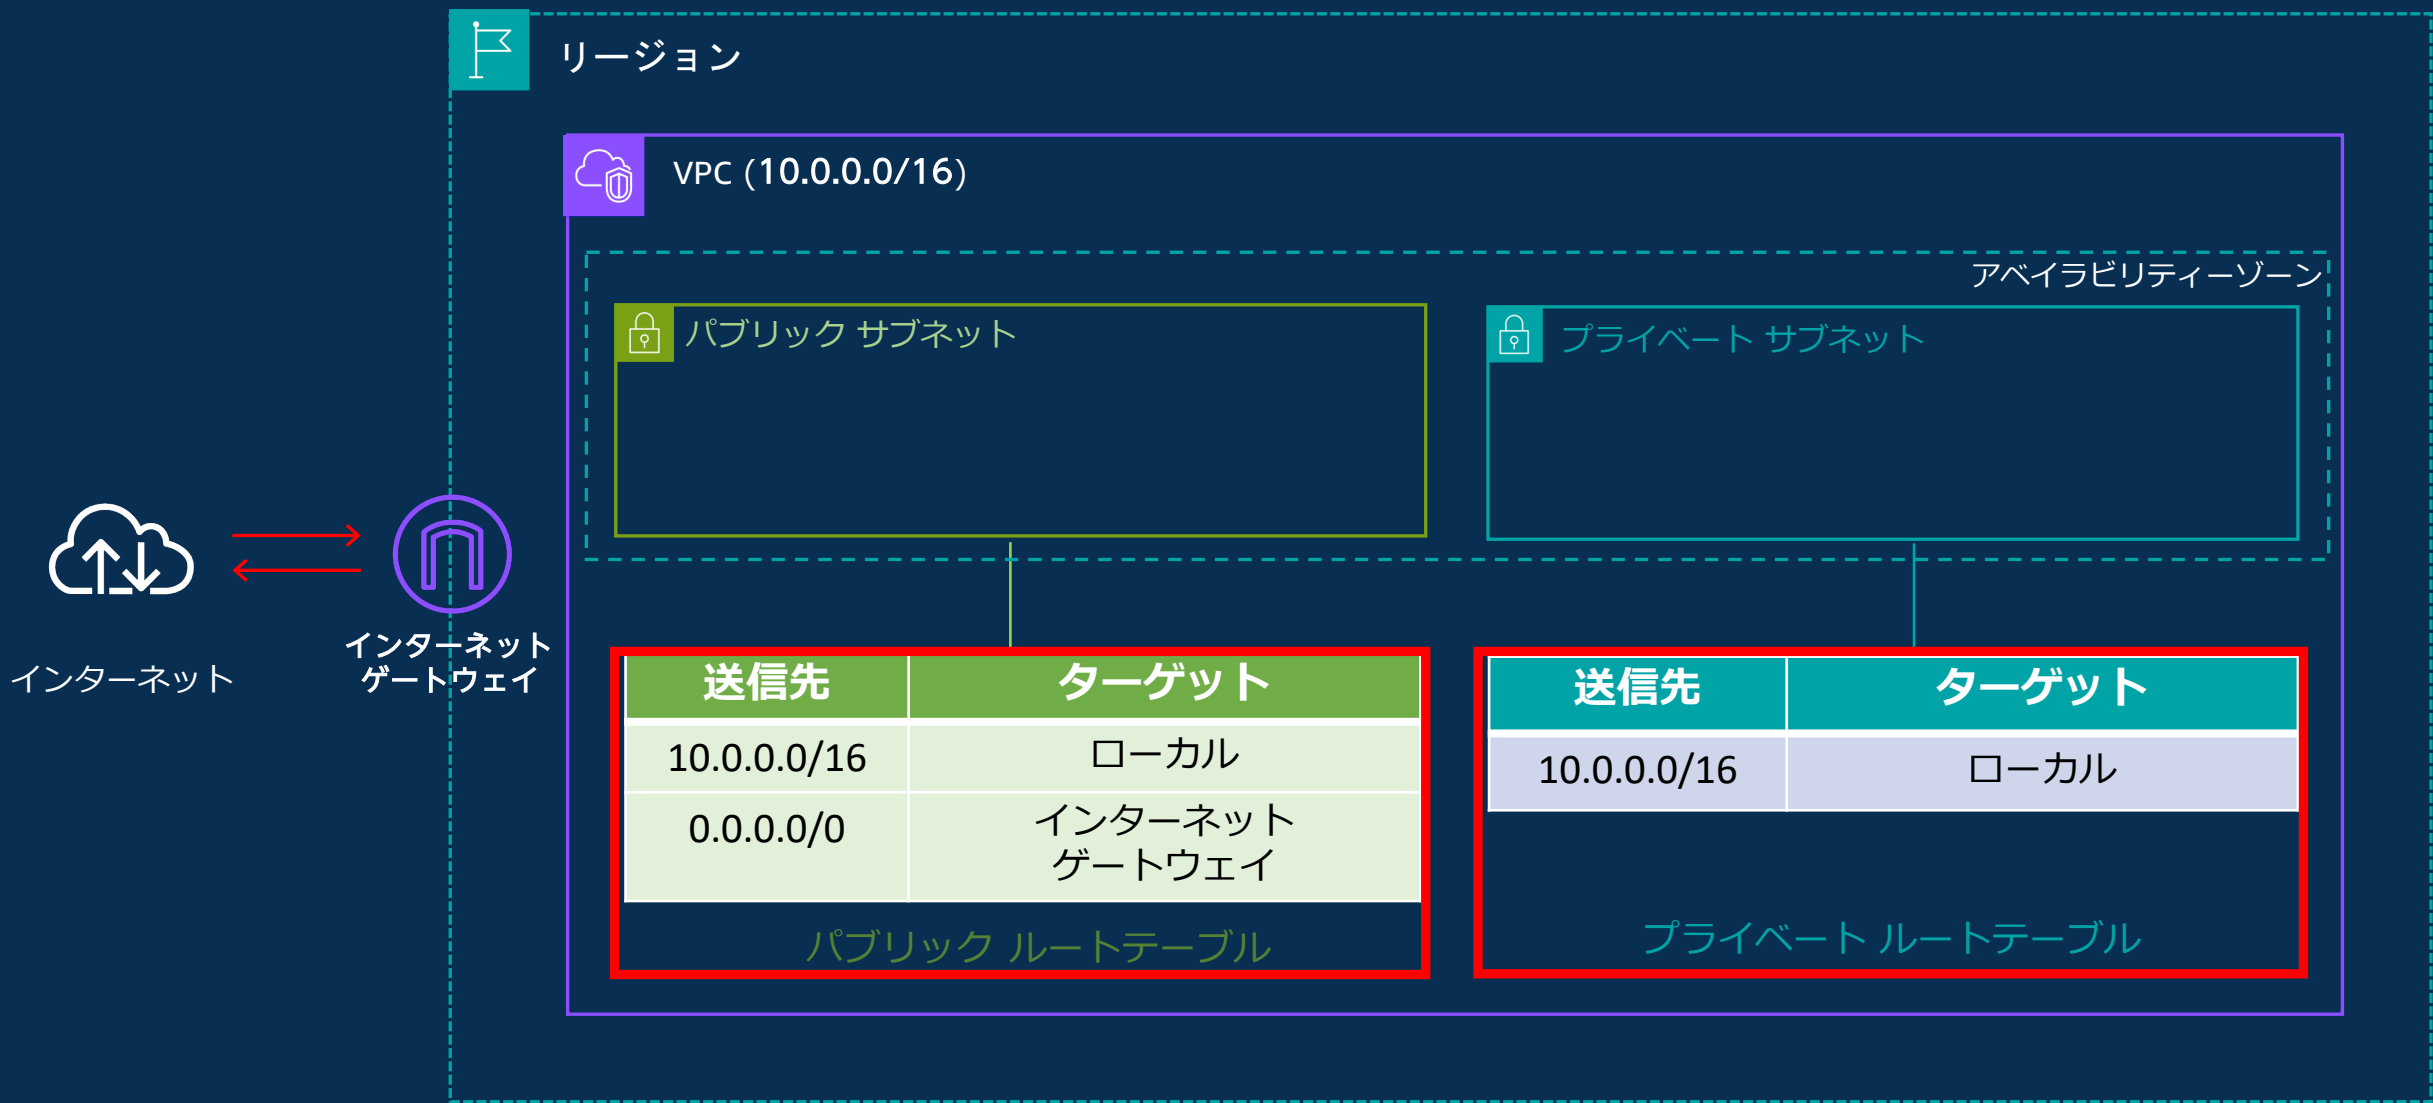 リージョン
VPC (10.0.0.0/16)
アベイラビリティーゾーン
パブリック サブネット
プライベート サブネット
インターネット
インターネット
ゲートウェイ
送信先 ターゲット
10.0.0.0/16 ローカル
0.0.0.0/0 インターネット
ゲートウェイ
パブリック ルートテーブル
送信先 ターゲット
10.0.0.0/16 ローカル
プライベート ルートテーブル